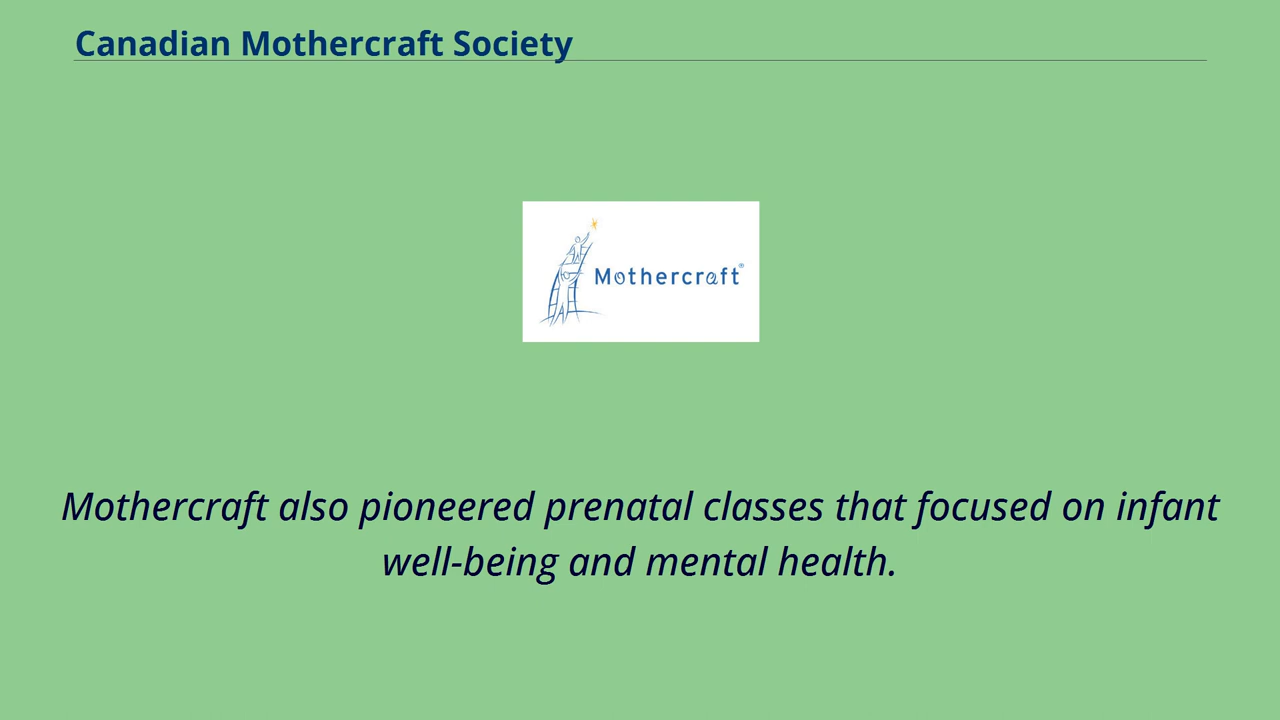 Canadian Mothercraft Society
Mothercraft®
Mothercraft also pioneered prenatal classes that focused on infant
well-being and mental health.